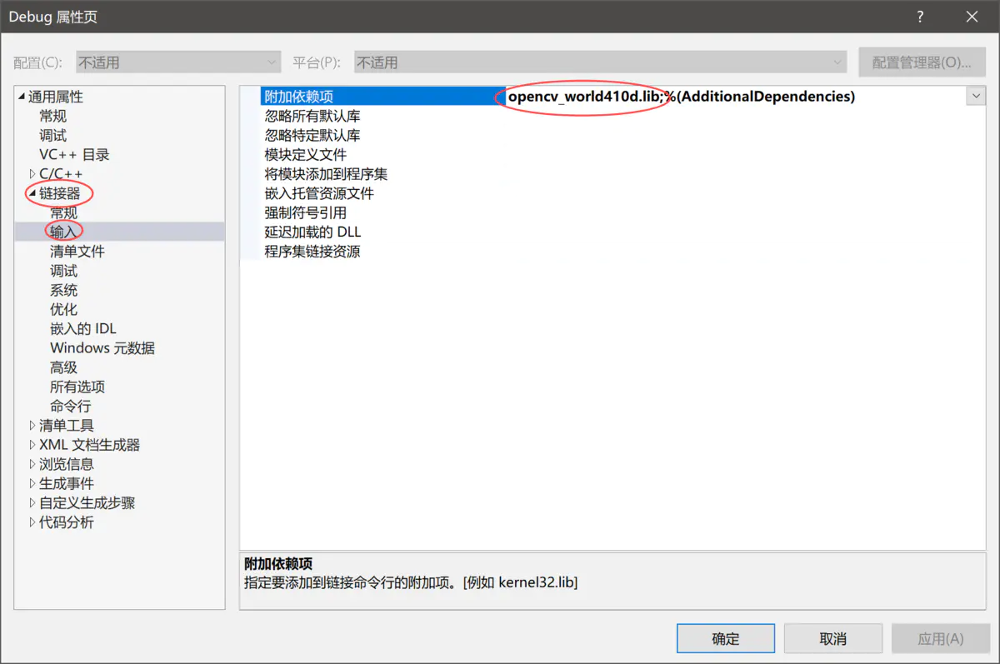 Debug 属性页
?
配置(C): 不适用 平台(P): 不适用 配置管理器(O)...
通用属性
常规
调试
VC++ 目录
C/C++
链接器
常规
输入
清单文件
调试
系统
优化
嵌入的 IDL
Windows 元数据
高级
所有选项
命令行
清单工具
XML 文档生成器
浏览信息
生成事件
自定义生成步骤
代码分析
附加依赖项 opencv_world410d.lib;%(AdditionalDependencies)
忽略所有默认库
忽略特定默认库
模块定义文件
将模块添加到程序集
嵌入托管资源文件
强制符号引用
延迟加载的 DLL
程序集链接资源
附加依赖项
指定要添加到链接命令行的附加项。[例如 kernel32.lib]
确定 取消 应用(A)